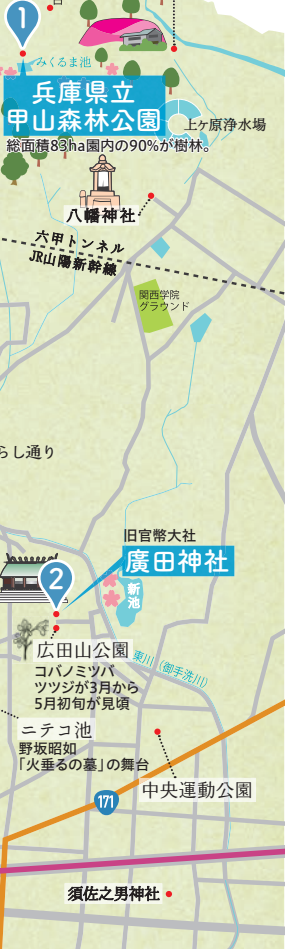 1
みくるま池
兵庫県立
甲山森林公園
総面積83ha園内の90%が樹林。
上ヶ原浄水場
八幡神社
六甲トンネル
JR山陽新幹線
関西学院
グラウンド
らし通り
旧官幣大社
廣田神社
2
新池
広田山公園
コバノミツバ
ツツジが3月から
5月初旬が見頃
東川(御手洗川)
ニテコ池
野坂昭如
「火垂るの墓」の舞台
中央運動公園
171
須佐之男神社